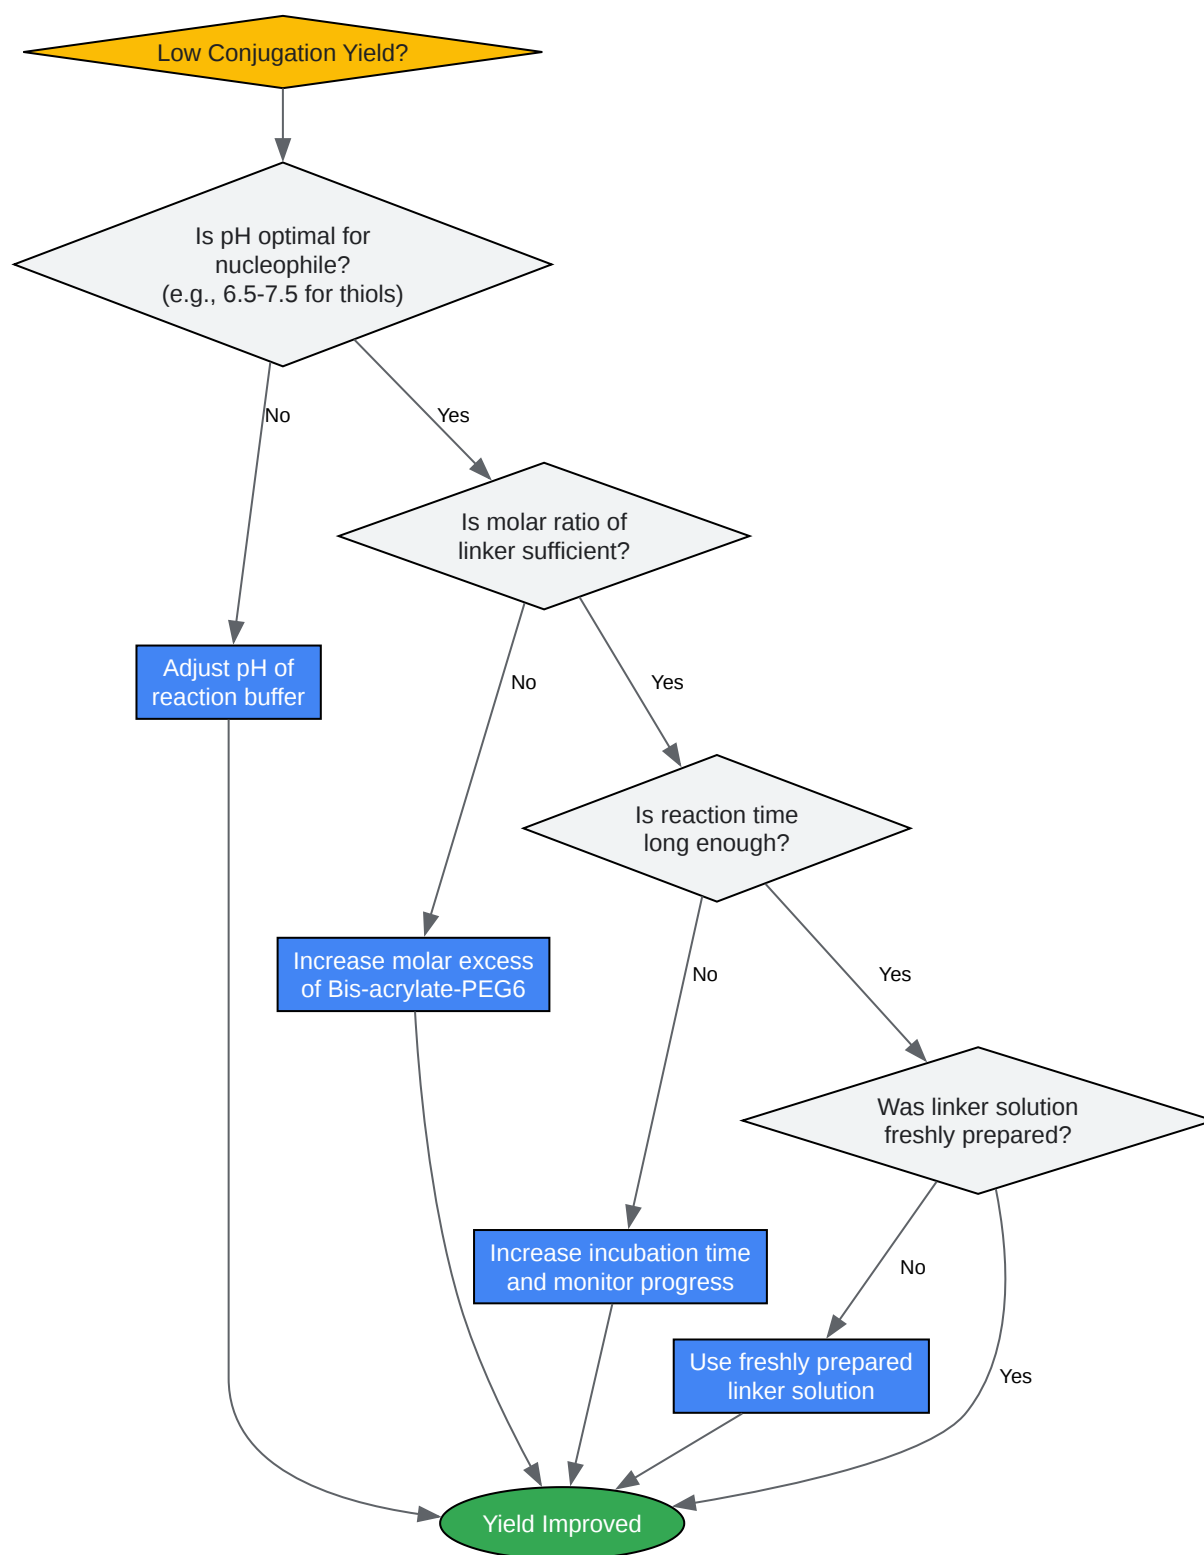 Low Conjugation Yield?
Is pH optimal for
nucleophile?
(e.g., 6.5-7.5 for thiols)
No
Yes
Is molar ratio of
linker sufficient?
Adjust pH of
reaction buffer
No
Yes
Is reaction time
long enough?
Increase molar excess
of Bis-acrylate-PEG6
No
Yes
Was linker solution
freshly prepared?
Increase incubation time
and monitor progress
No
Use freshly prepared
linker solution
Yes
Yield Improved